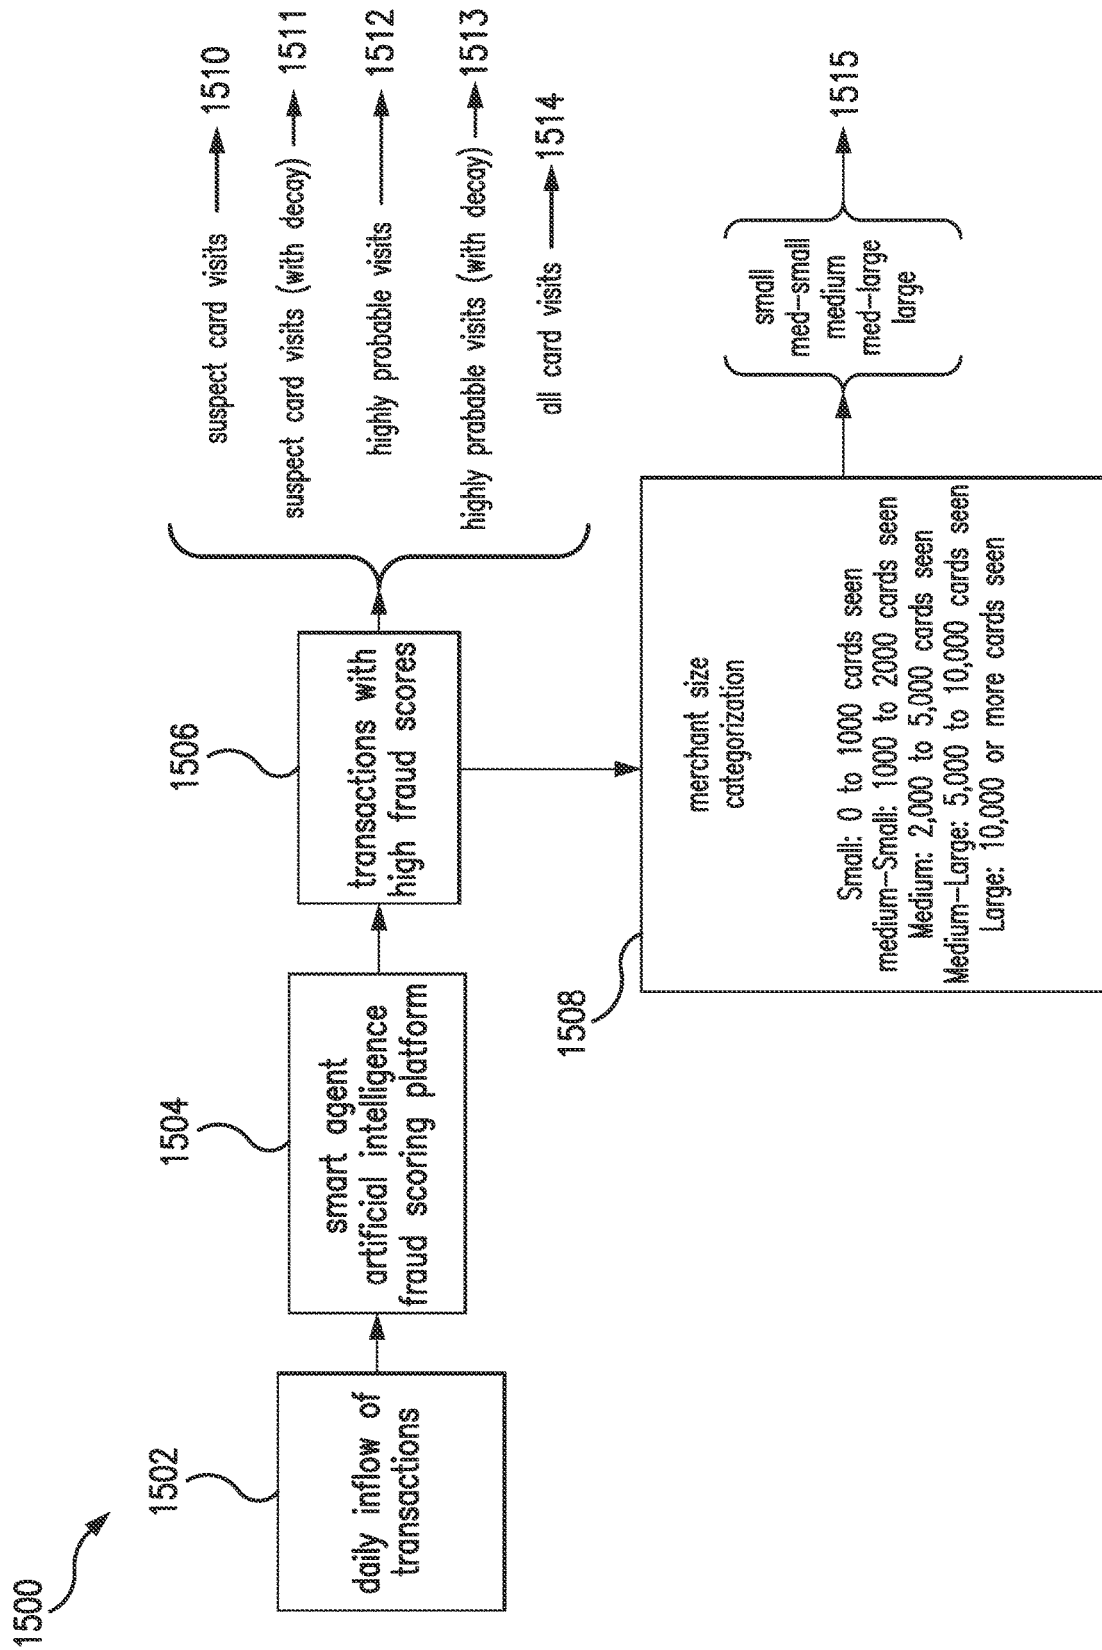 1500
1502
daily inflow of
transactions
1504
smart agent
artificial intelligence
fraud scoring platform
1506
transactions with
high fraud scores
suspect card visits 1510
suspect card visits (with decay) 1511
highly probable visits 1512
highly probable visits (with decay) 1513
all card visits 1514
1508
merchant size
categorization
Small: 0 to 1000 cards seen
medium-Small: 1000 to 2000 cards seen
Medium: 2,000 to 5,000 cards seen
Medium-Large: 5,000 to 10,000 cards seen
Large: 10,000 or more cards seen
small
med-small
medium
med-large
large
1515